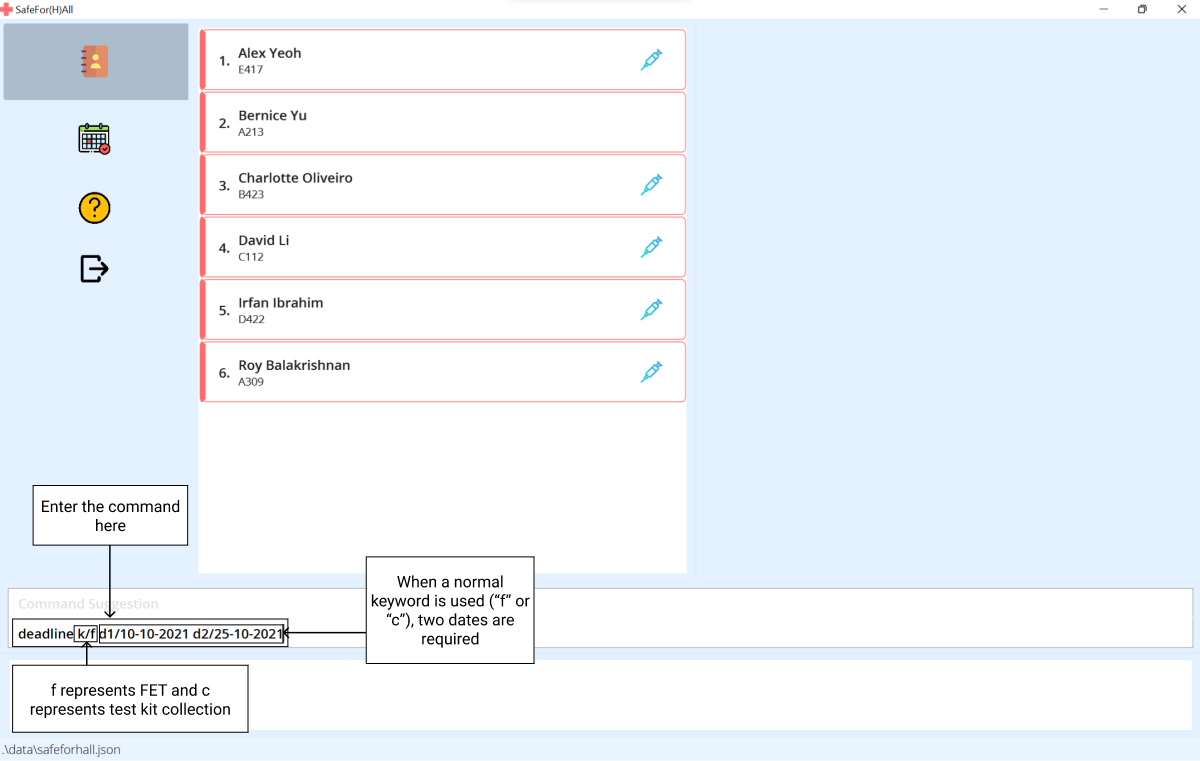 SafeFor(H)All
1. Alex Yeoh
E417
2. Bernice Yu
A213
3. Charlotte Oliveiro
B423
4. David Li
C112
5. Irfan Ibrahim
D422
6. Roy Balakrishnan
A309
Enter the command
here
When a normal
keyword is used (“f” or
“c”), two dates are
required
Command Suggestion
deadline k/f d1/10-10-2021 d2/25-10-2021
f represents FET and c
represents test kit collection
.\data\safeforhall.json